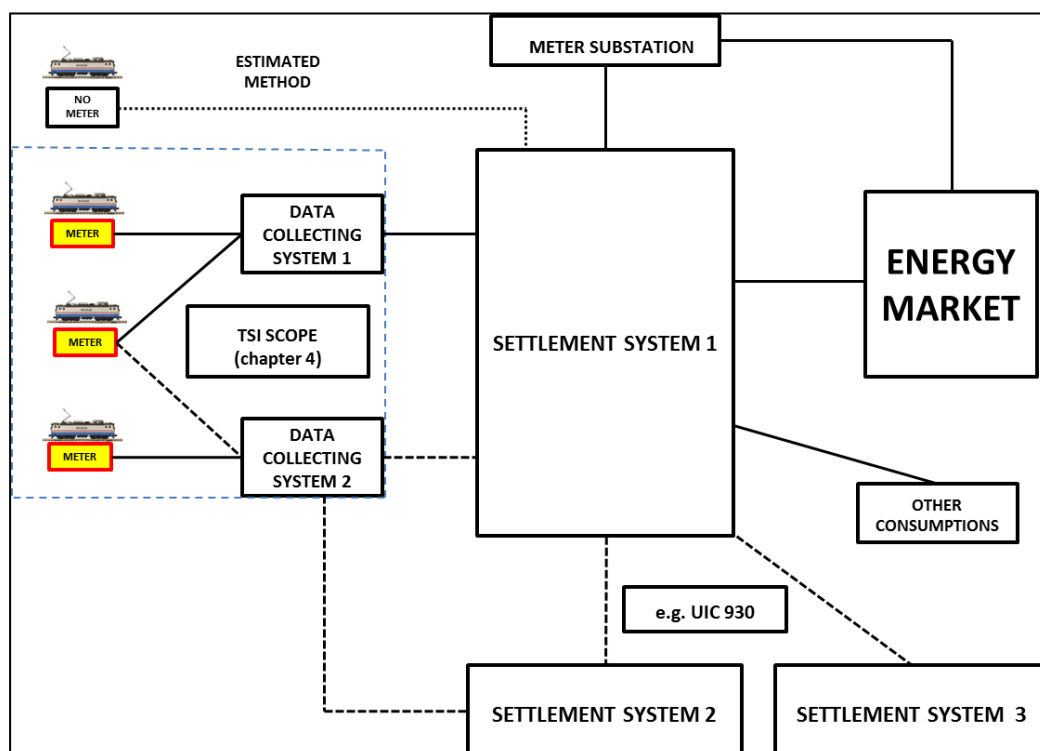 METER SUBSTATION
ESTIMATED
METHOD
NO
METER
METER
DATA
COLLECTING
SYSTEM 1
ENERGY
MARKET
METER
TSI SCOPE
(chapter 4)
SETTLEMENT SYSTEM 1
METER
DATA
COLLECTING
SYSTEM 2
OTHER
CONSUMPTIONS
e.g. UIC 930
SETTLEMENT SYSTEM 2
SETTLEMENT SYSTEM 3